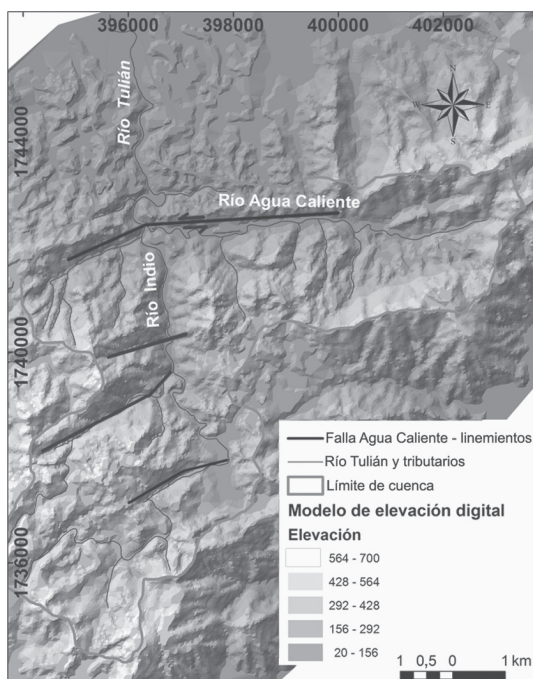 396000 398000 400000 402000
1744000
1740000
1736000
N
W E
S
Río Tulián
Río Agua Caliente
Río Indio
Falla Agua Caliente - linemientos
Río Tulián y tributarios
Límite de cuenca
Modelo de elevación digital
Elevación
564 - 700
428 - 564
292 - 428
156 - 292
20 - 156
1 0,5 0 1 km